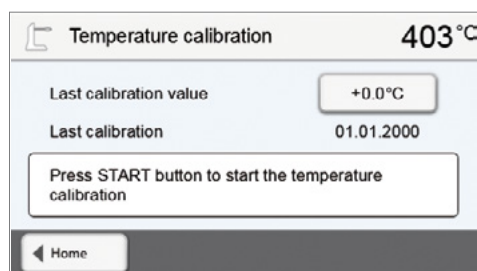 Temperature calibration 403°C
Last calibration value +0.0°C
Last calibration 01.01.2000
Press START button to start the temperature
calibration
Home